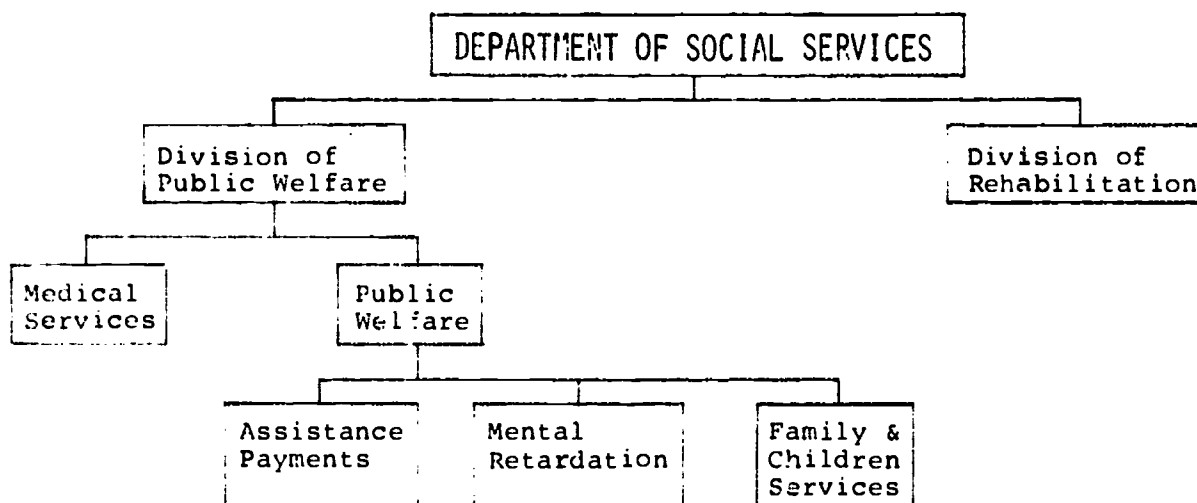 DEPARTMENT OF SOCIAL SERVICES
Division of
Public Welfare
Division of
Rehabilitation
Medical
Services
Public
Welfare
Assistance
Payments
Mental
Retardation
Family &
Children
Services